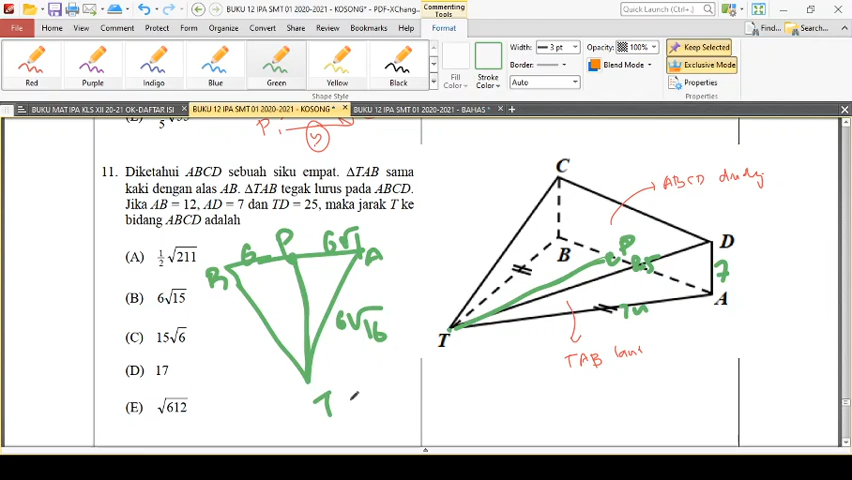 BUKU 12 IPA SMT 01 2020-2021 - KOSONG* - PDF-XChang
Commenting
Tools
Quick Launch (Ctrl+.)
File
Home
View
Comment
Protect
Form
Organize
Convert
Share
Review
Bookmarks
Help
Format
Find...
Search...
Red
Purple
Indigo
Blue
Green
Yellow
Black
Shape Style
Fill
Color
Stroke
Color
Width: 3 pt
Border:
Auto
Opacity: 100%
Blend Mode
Keep Selected
Exclusive Mode
Properties
BUKU MAT IPA KLS XII 20-21 OK-DAFTAR ISI
BUKU 12 IPA SMT 01 2020-2021 - KOSONG *
BUKU 12 IPA SMT 01 2020-2021 - BAHAS *
P
y
11. Diketahui ABCD sebuah siku empat. ΔTAB sama
kaki dengan alas AB. ΔTAB tegak lurus pada ABCD.
Jika AB = 12, AD = 7 dan TD = 25, maka jarak T ke
bidang ABCD adalah
(A) ½√211
(B) 6√15
(C) 15√6
(D) 17
(E) √612
B
6
P
6√1
A
6√16
T
C
ABCD
D
B
P
25
7
A
T
24
TAB